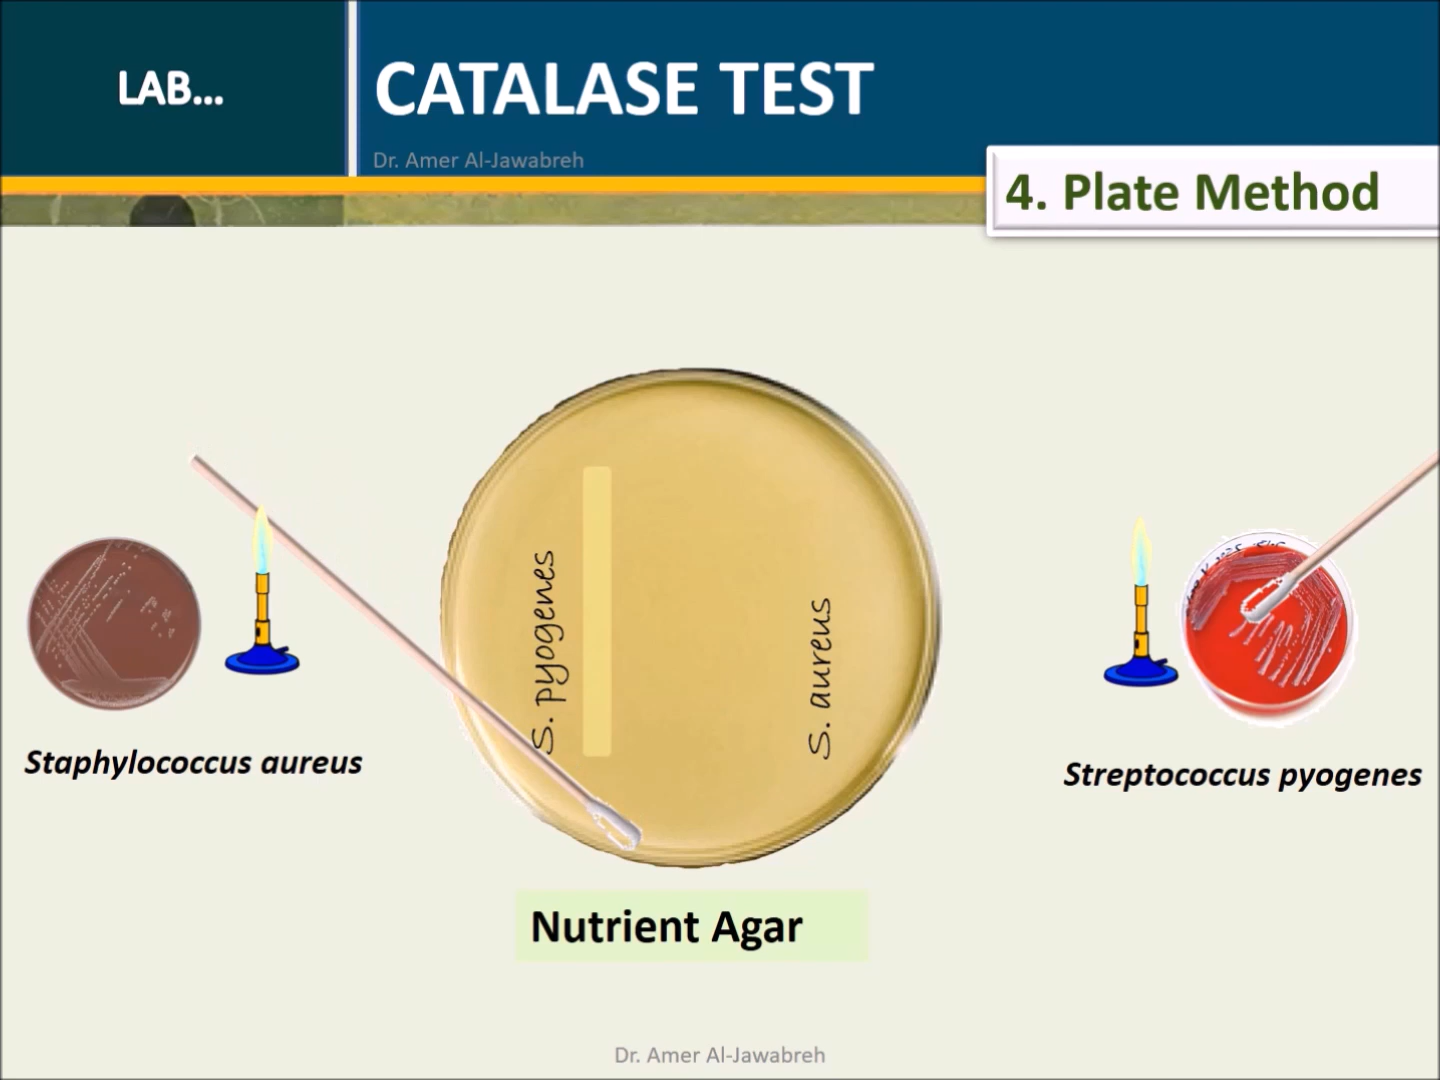 LAB...
CATALASE TEST
Dr. Amer Al-Jawabreh
4. Plate Method
S. pyogenes
S. aureus
Staphylococcus aureus
Streptococcus pyogenes
Nutrient Agar
Dr. Amer Al-Jawabreh